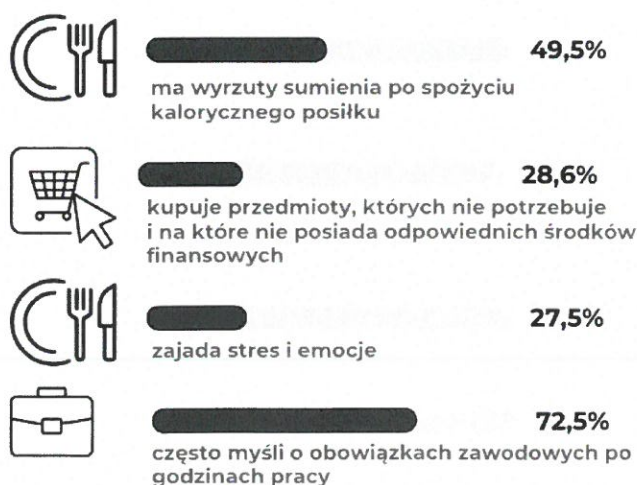 49,5%
ma wyrzuty sumienia po spożyciu
kalorycznego posiłku
28,6%
kupuje przedmioty, których nie potrzebuje
i na które nie posiada odpowiednich środków
finansowych
27,5%
zajada stres i emocje
72,5%
często myśli o obowiązkach zawodowych po
godzinach pracy